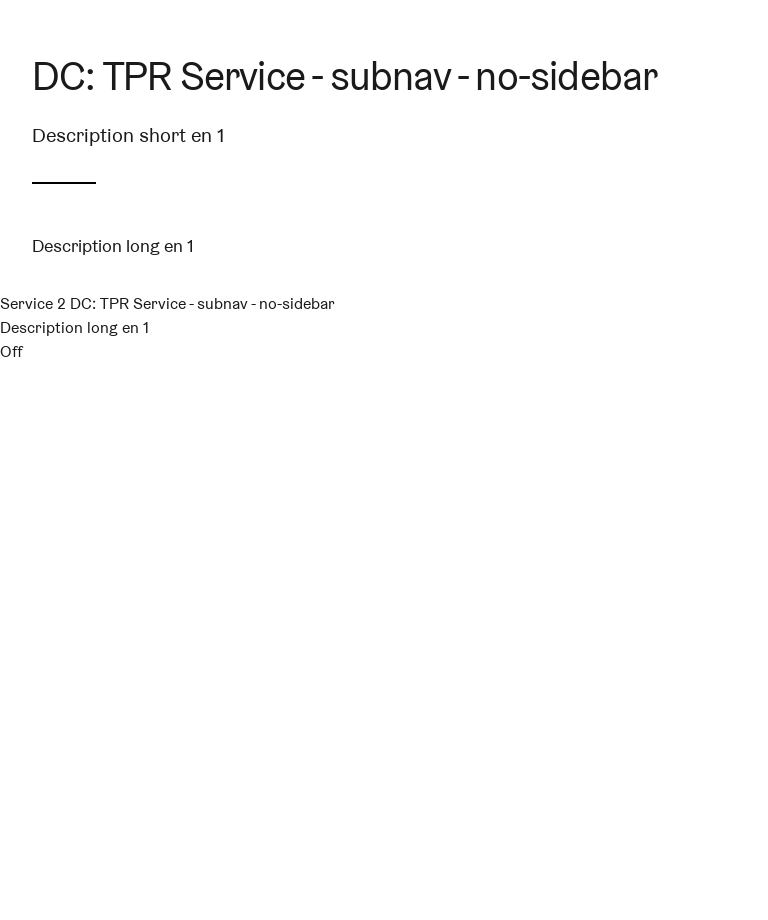 DC: TPR Service - subnav - no-sidebar
Description short en 1
Description long en 1
Service 2 DC: TPR Service - subnav - no-sidebar
Description long en 1
Off